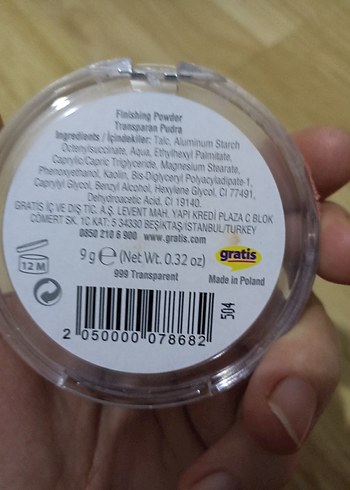 Finishing Powder
Transparan Pudra
Ingredients / İçindekiler: Talc, Aluminum Starch
Octenylsuccinate, Aqua, Ethylhexyl Palmitate,
Caprylic/Capric Triglyceride, Magnesium Stearate,
Phenoxyethanol, Kaolin, Bis-Diglyceryl Polyacyladipate-1,
Caprylyl Glycol, Benzyl Alcohol, Hexylene Glycol, CI 77491,
Dehydroacetic Acid, CI 19140.
GRATİS İÇ VE DIŞ TİC. A.Ş. LEVENT MAH. YAPI KREDİ PLAZA C BLOK
CÖMERT SK. 1C KAT: 5 34330 BEŞİKTAŞ/İSTANBUL/TURKEY
0850 210 6 900 www.gratis.com
12 M
9 g ℮ (Net Wt. 0.32 oz)
gratis
999 Transparent
Made in Poland
2 050000 078682
504